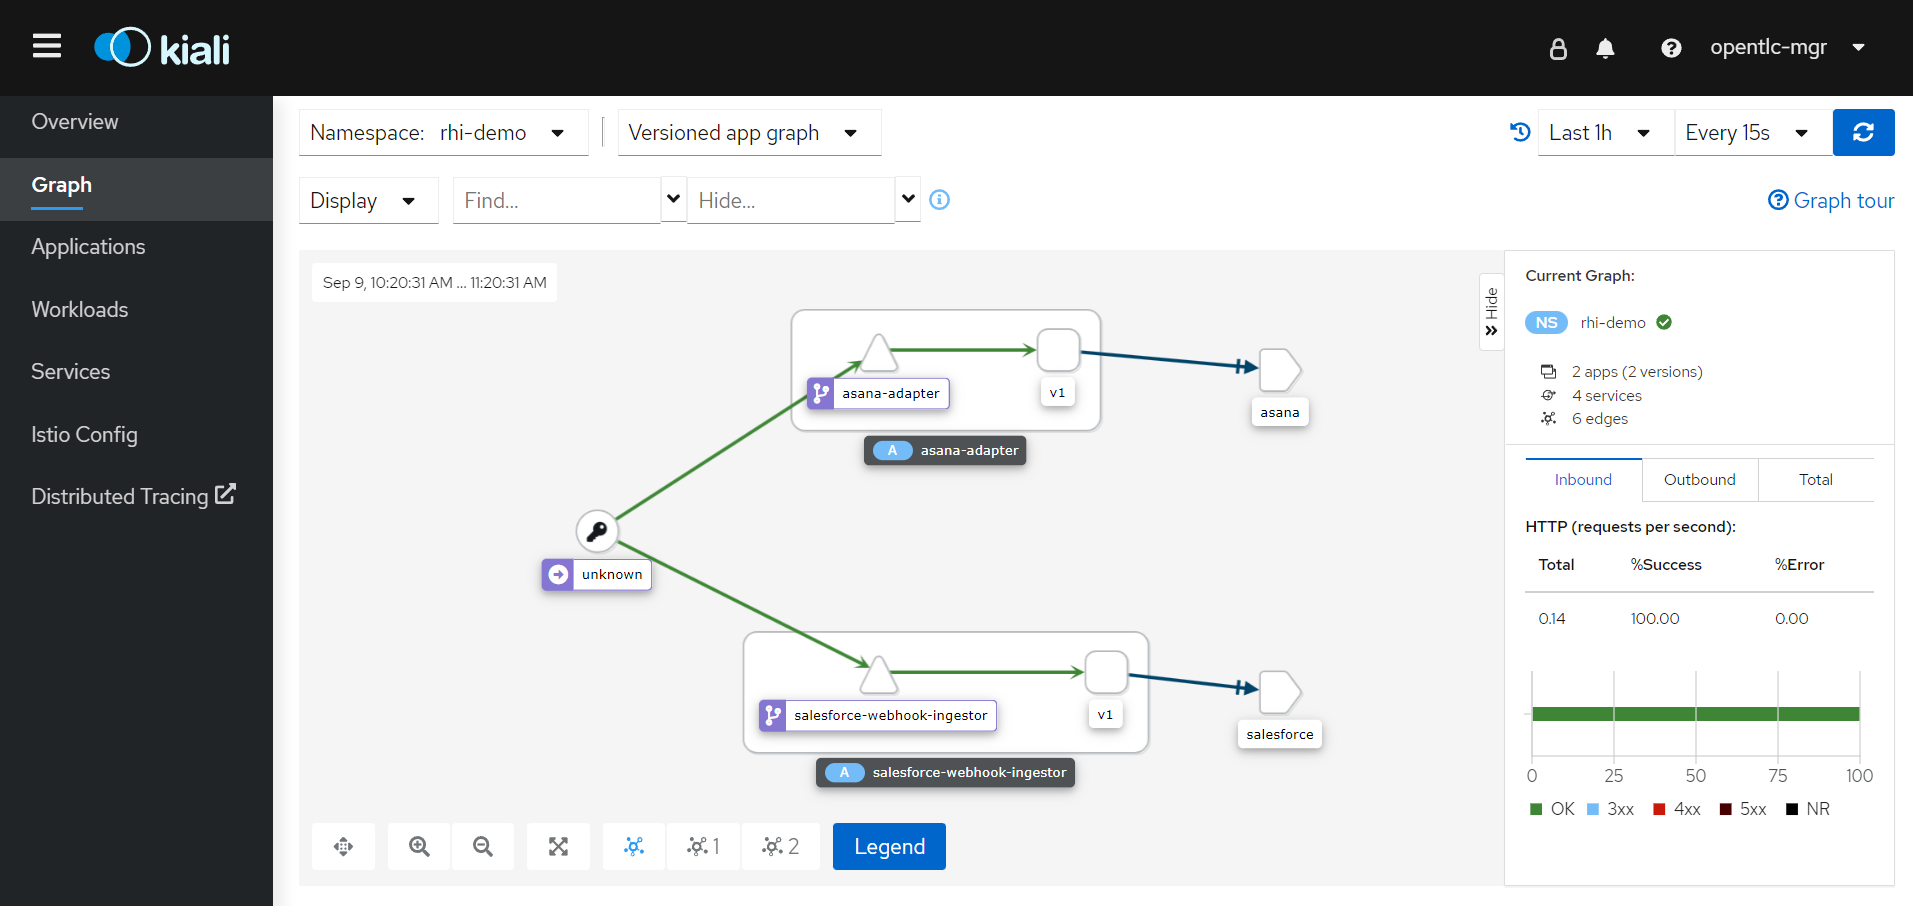 kiali
opentlc-mgr
Overview
Graph
Applications
Workloads
Services
Istio Config
Distributed Tracing
Namespace: rhi-demo
Versioned app graph
Last 1h
Every 15s
Display
Find...
Hide...
Graph tour
Sep 9, 10:20:31 AM ... 11:20:31 AM
asana-adapter
v1
A asana-adapter
asana
unknown
salesforce-webhook-ingestor
v1
A salesforce-webhook-ingestor
salesforce
1
2
Legend
Hide
Current Graph:
NS rhi-demo
2 apps (2 versions)
4 services
6 edges
Inbound Outbound Total
HTTP (requests per second):
Total %Success %Error
0.14 100.00 0.00
0 25 50 75 100
OK 3xx 4xx 5xx NR